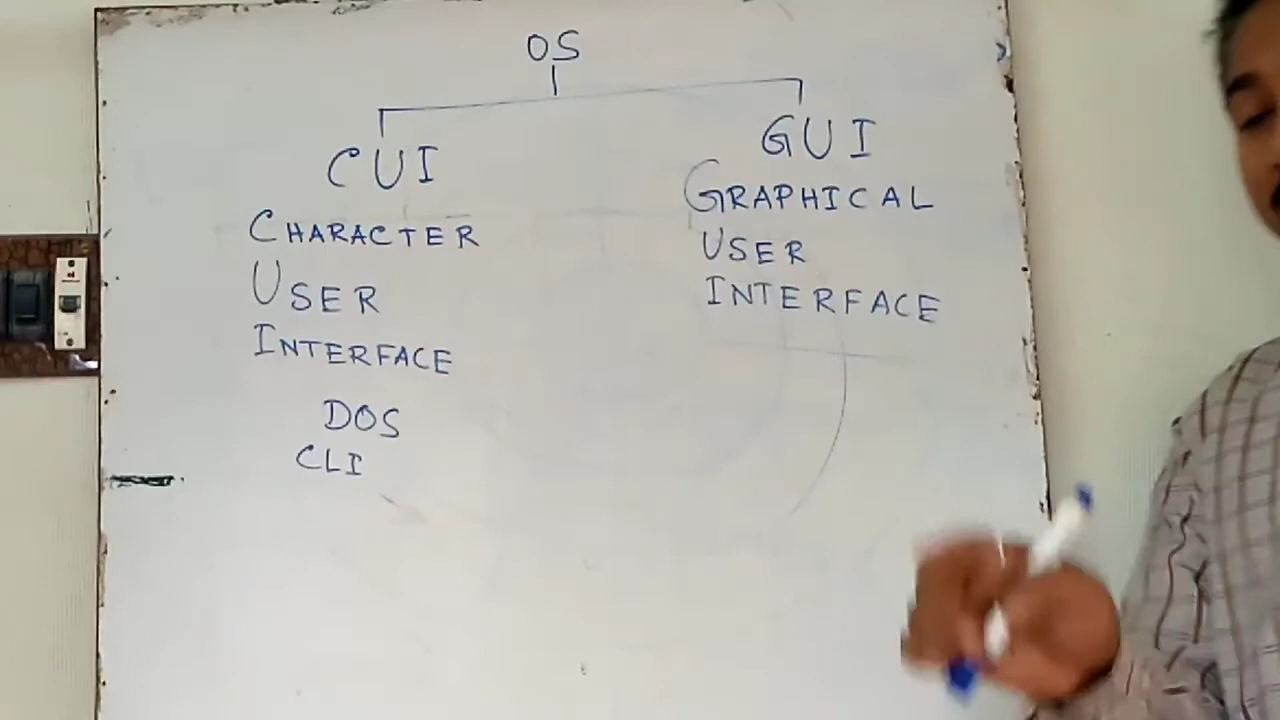 OS
CUI
CHARACTER
USER
INTERFACE
DOS
CLI
GUI
GRAPHICAL
USER
INTERFACE